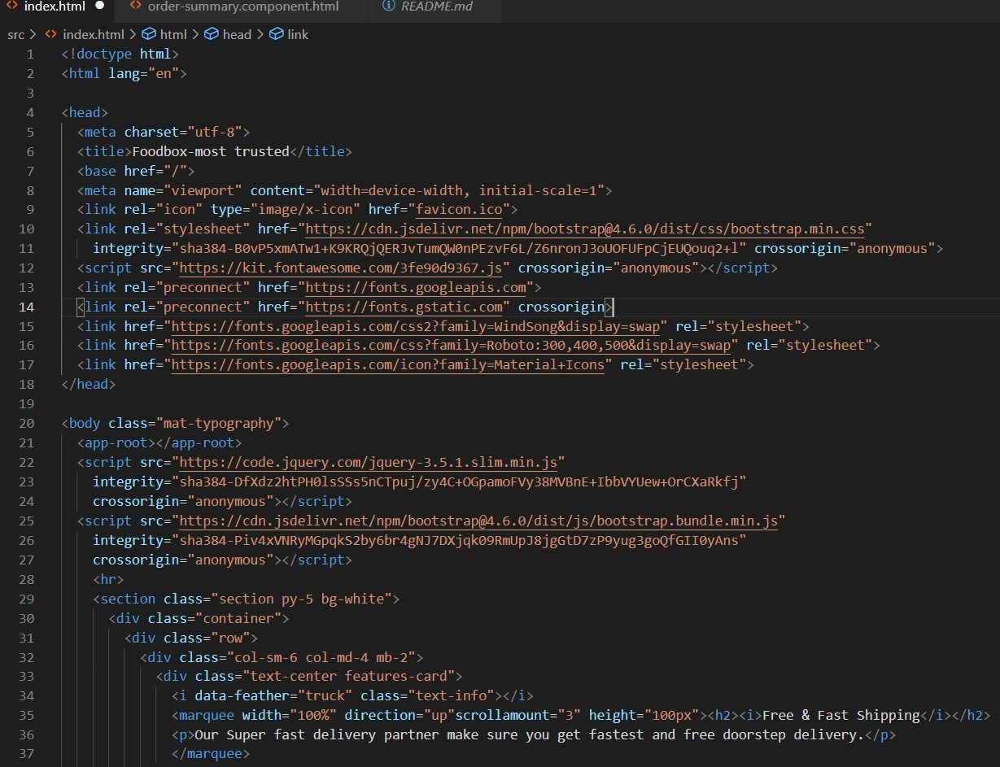 index.html ● order-summary.component.html README.md
src > index.html > html > head > link
1 <!doctype html>
2 <html lang="en">
3
4 <head>
5 <meta charset="utf-8">
6 <title>Foodbox-most trusted</title>
7 <base href="/">
8 <meta name="viewport" content="width=device-width, initial-scale=1">
9 <link rel="icon" type="image/x-icon" href="favicon.ico">
10 <link rel="stylesheet" href="https://cdn.jsdelivr.net/npm/bootstrap@4.6.0/dist/css/bootstrap.min.css"
11 integrity="sha384-B0vP5xmATw1+K9KRQjQERJvTumQW0nPEzvF6L/Z6nronJ3oUOFUFpCjEUQouq2+l" crossorigin="anonymous">
12 <script src="https://kit.fontawesome.com/3fe90d9367.js" crossorigin="anonymous"></script>
13 <link rel="preconnect" href="https://fonts.googleapis.com">
14 <link rel="preconnect" href="https://fonts.gstatic.com" crossorigin>
15 <link href="https://fonts.googleapis.com/css2?family=WindSong&display=swap" rel="stylesheet">
16 <link href="https://fonts.googleapis.com/css?family=Roboto:300,400,500&display=swap" rel="stylesheet">
17 <link href="https://fonts.googleapis.com/icon?family=Material+Icons" rel="stylesheet">
18 </head>
19
20 <body class="mat-typography">
21 <app-root></app-root>
22 <script src="https://code.jquery.com/jquery-3.5.1.slim.min.js"
23 integrity="sha384-DfXdz2htPH0lsSSs5nCTpuj/zy4C+OGpamoFVy38MVBnE+IbbVYUew+OrCXaRkfj"
24 crossorigin="anonymous"></script>
25 <script src="https://cdn.jsdelivr.net/npm/bootstrap@4.6.0/dist/js/bootstrap.bundle.min.js"
26 integrity="sha384-Piv4xVNRyMGpqkS2by6br4gNJ7DXjqk09RmUpJ8jgGtD7zP9yug3goQfGII0yAns"
27 crossorigin="anonymous"></script>
28 <hr>
29 <section class="section py-5 bg-white">
30 <div class="container">
31 <div class="row">
32 <div class="col-sm-6 col-md-4 mb-2">
33 <div class="text-center features-card">
34 <i data-feather="truck" class="text-info"></i>
35 <marquee width="100%" direction="up"scrollamount="3" height="100px"><h2><i>Free & Fast Shipping</i></h2>
36 <p>Our Super fast delivery partner make sure you get fastest and free doorstep delivery.</p>
37 </marquee>